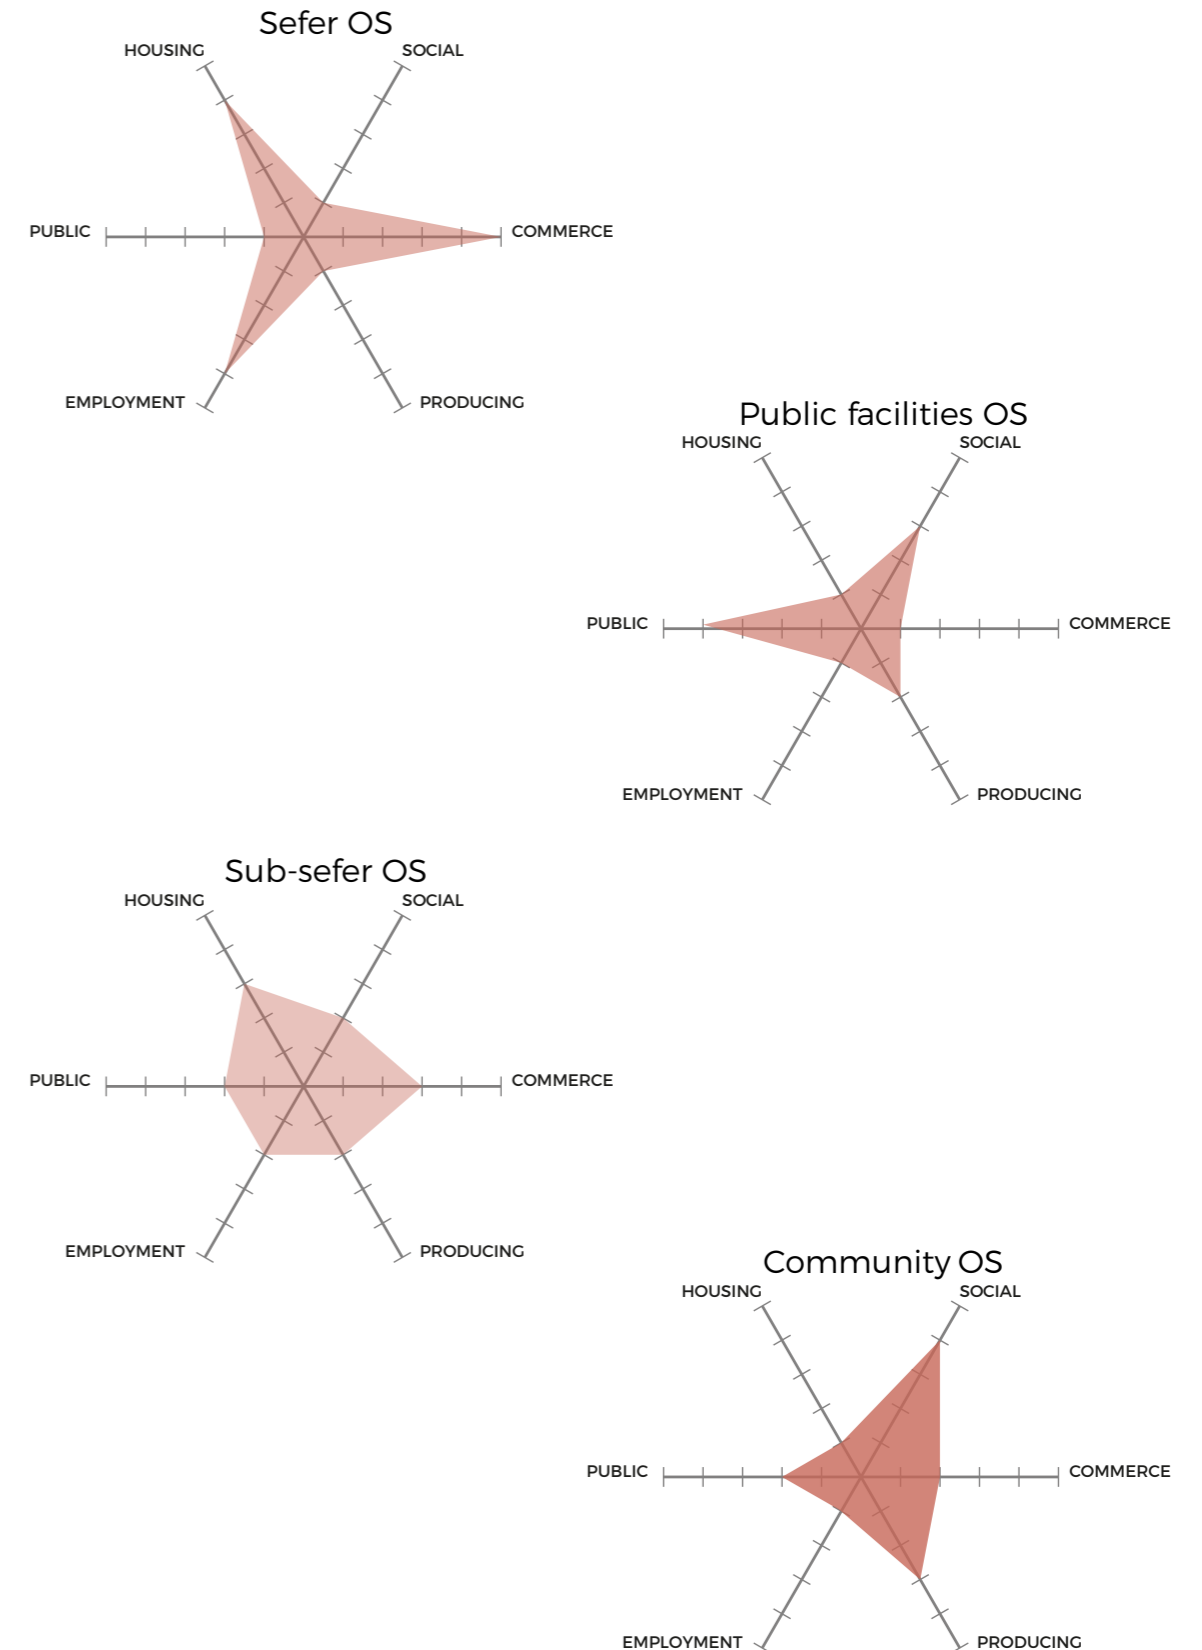 Sefer OS
HOUSING
SOCIAL
PUBLIC
COMMERCE
EMPLOYMENT
PRODUCING
Public facilities OS
HOUSING
SOCIAL
PUBLIC
COMMERCE
EMPLOYMENT
PRODUCING
Sub-sefer OS
HOUSING
SOCIAL
PUBLIC
COMMERCE
EMPLOYMENT
PRODUCING
Community OS
HOUSING
SOCIAL
PUBLIC
COMMERCE
EMPLOYMENT
PRODUCING